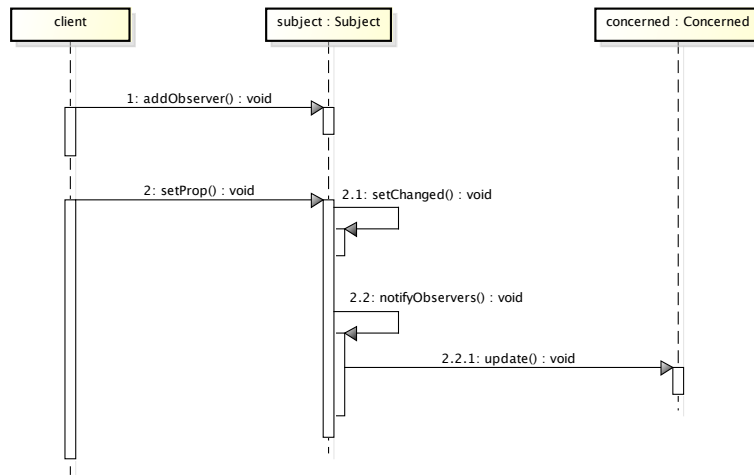 client
subject : Subject
concerned : Concerned
1: addObserver() : void
2: setProp() : void
2.1: setChanged() : void
2.2: notifyObservers() : void
2.2.1: update() : void